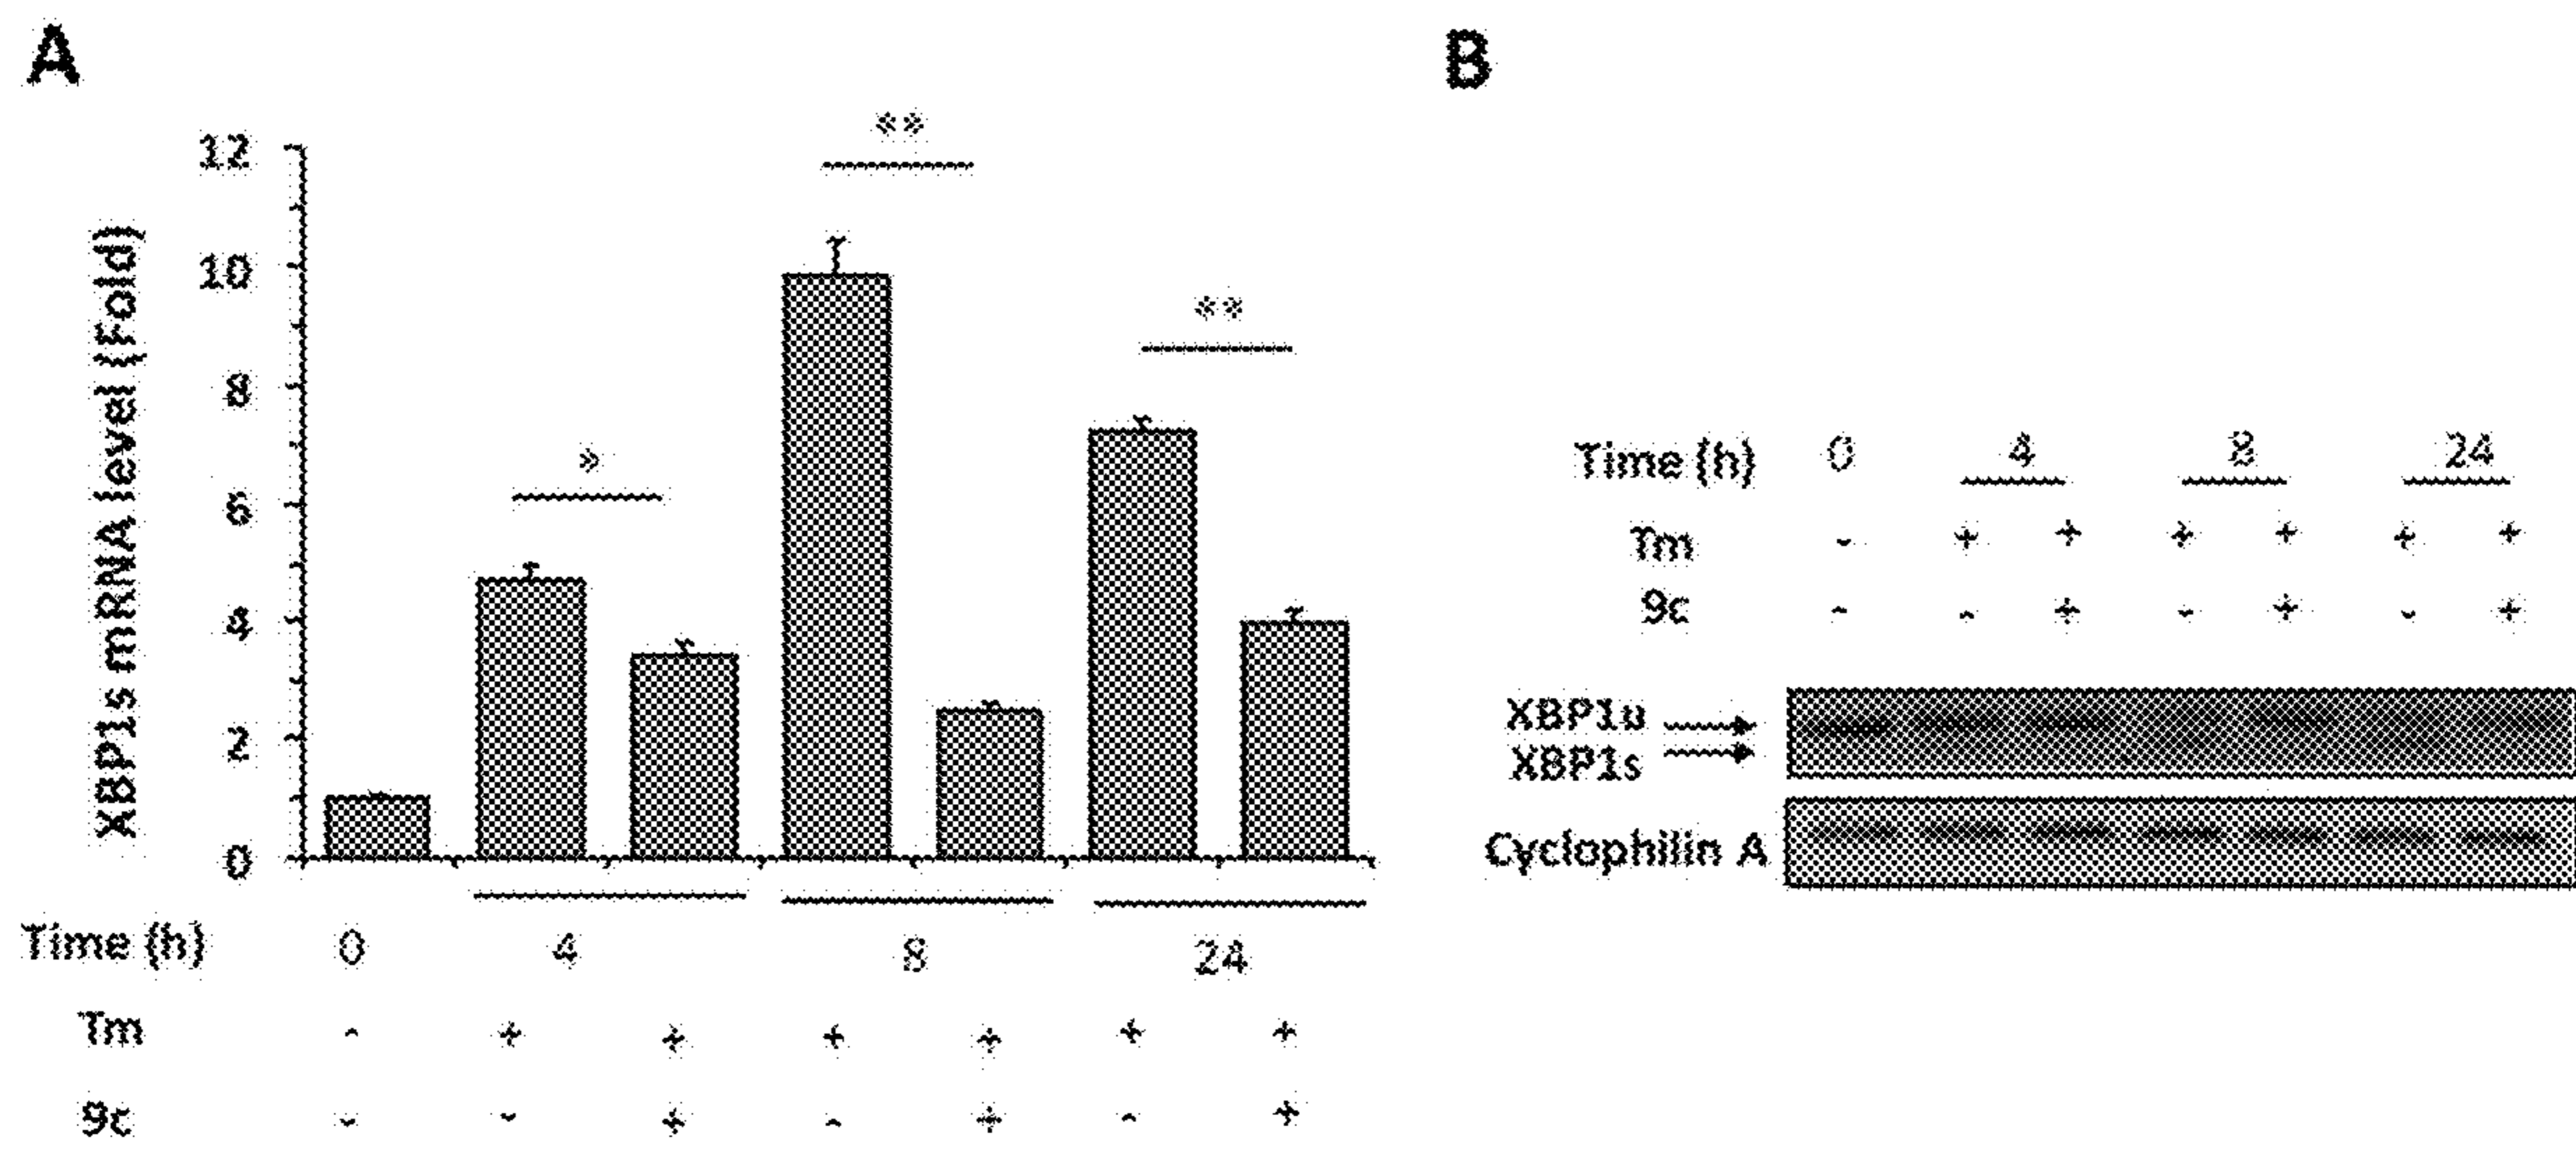 A
B
**
12
10
**
8
*
6
4
2
0
XBP1s mRNA level (Fold)
Time (h) 0 4 8 24
Tm - + + + + + +
9c - - + - + - +
Time (h) 0 4 8 24
Tm - + + + + + +
9c - - + - + - +
XBP1u
XBP1s
Cyclophilin A